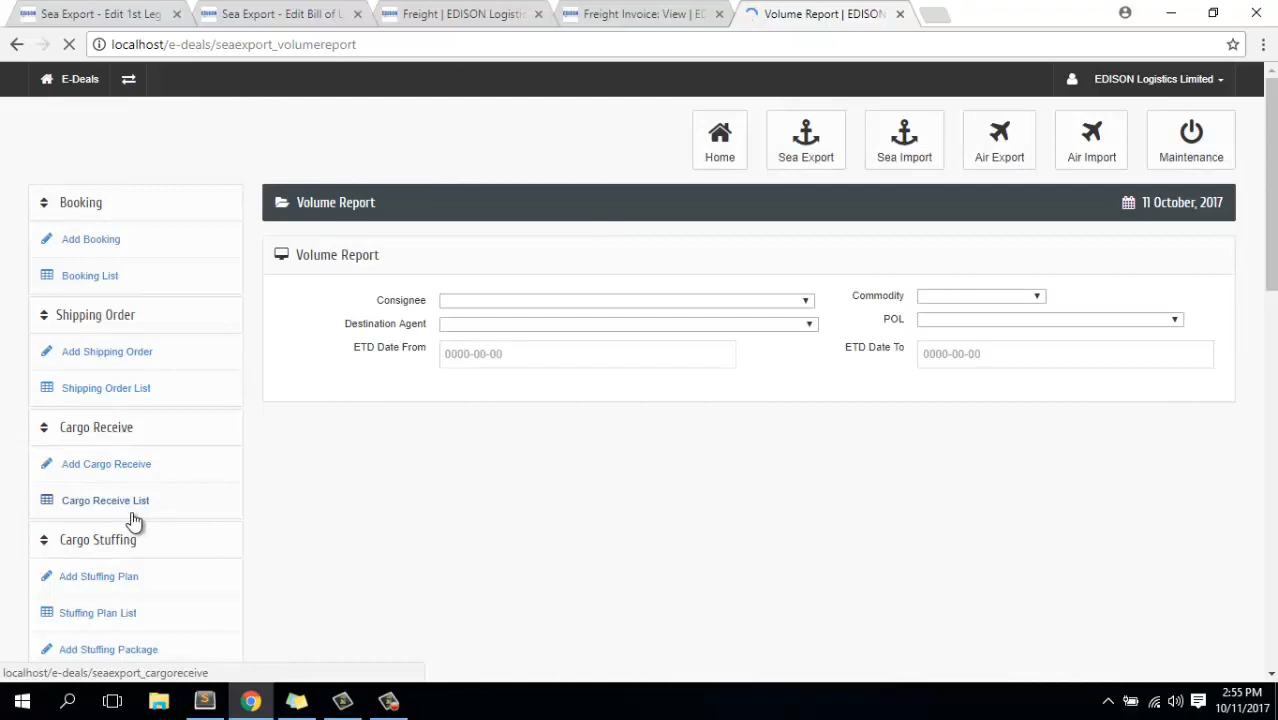 Sea Export - Edit 1st Leg
Sea Export - Edit Bill of L
Freight | EDISON Logistic
Freight Invoice: View | ED
Volume Report | EDISON
localhost/e-deals/seaexport_volumereport
E-Deals
EDISON Logistics Limited
Home
Sea Export
Sea Import
Air Export
Air Import
Maintenance
Booking
Add Booking
Booking List
Shipping Order
Add Shipping Order
Shipping Order List
Cargo Receive
Add Cargo Receive
Cargo Receive List
Cargo Stuffing
Add Stuffing Plan
Stuffing Plan List
Add Stuffing Package
Volume Report
11 October, 2017
Volume Report
Consignee
Commodity
Destination Agent
POL
ETD Date From
0000-00-00
ETD Date To
0000-00-00
localhost/e-deals/seaexport_cargoreceive
2:55 PM
10/11/2017